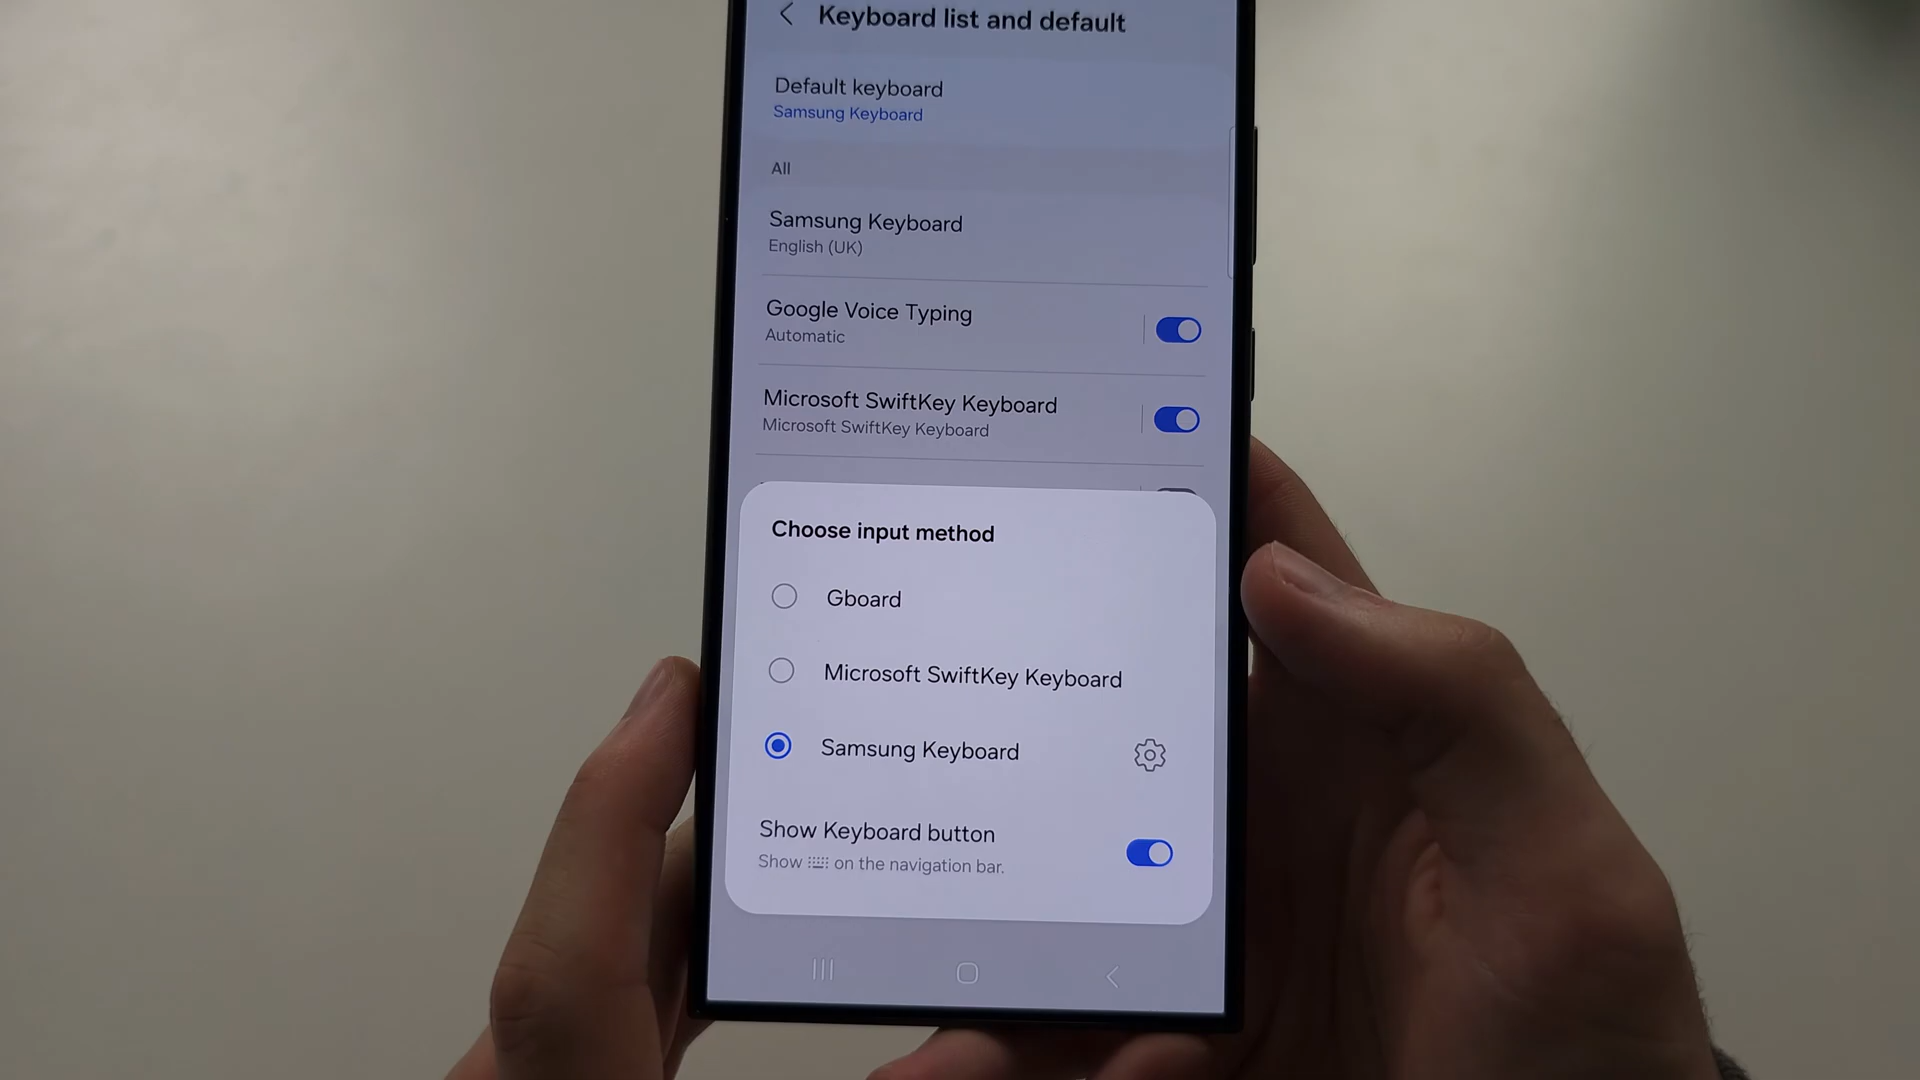 Keyboard list and default
Default keyboard
Samsung Keyboard
All
Samsung Keyboard
English (UK)
Google Voice Typing
Automatic
Microsoft SwiftKey Keyboard
Microsoft SwiftKey Keyboard
Choose input method
Gboard
Microsoft SwiftKey Keyboard
Samsung Keyboard
Show Keyboard button
Show on the navigation bar.